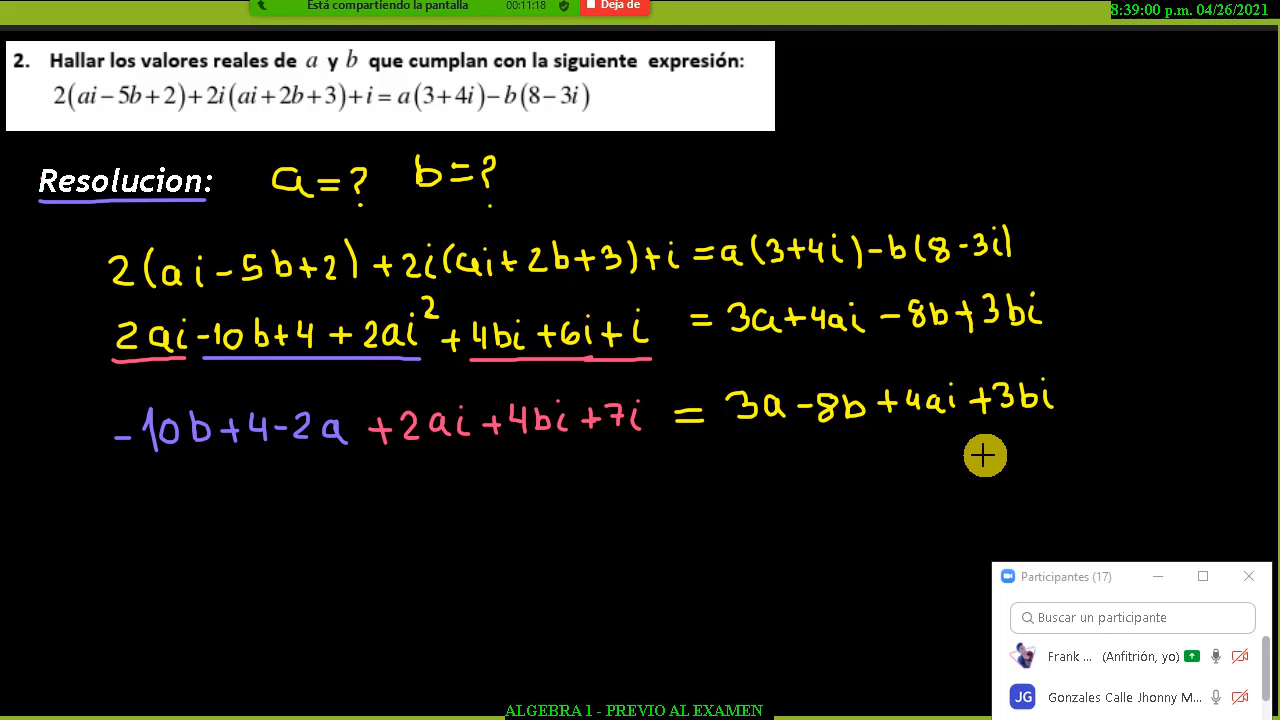 Está compartiendo la pantalla 00:11:18 Deja de
8:39:00 p.m. 04/26/2021
2. Hallar los valores reales de a y b que cumplan con la siguiente expresión:
2(ai−5b+2)+2i(ai+2b+3)+i=a(3+4i)−b(8−3i)
Resolucion: a=? b=?
2(ai−5b+2)+2i(ai+2b+3)+i=a(3+4i)−b(8−3i)
2ai−10b+4+2ai²+4bi+6i+i =3a+4ai−8b+3bi
−10b+4−2a+2ai+4bi+7i=3a−8b+4ai+3bi
Participantes (17)
Buscar un participante
Frank ... (Anfitrión, yo)
JG Gonzales Calle Jhonny M...
ALGEBRA 1 - PREVIO AL EXAMEN